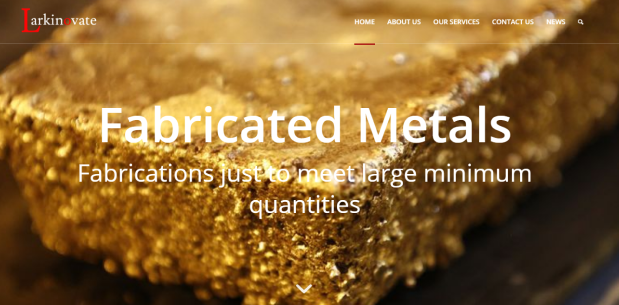 Larkinovate
HOME ABOUT US OUR SERVICES CONTACT US NEWS
Fabricated Metals
Fabrications just to meet large minimum
quantities